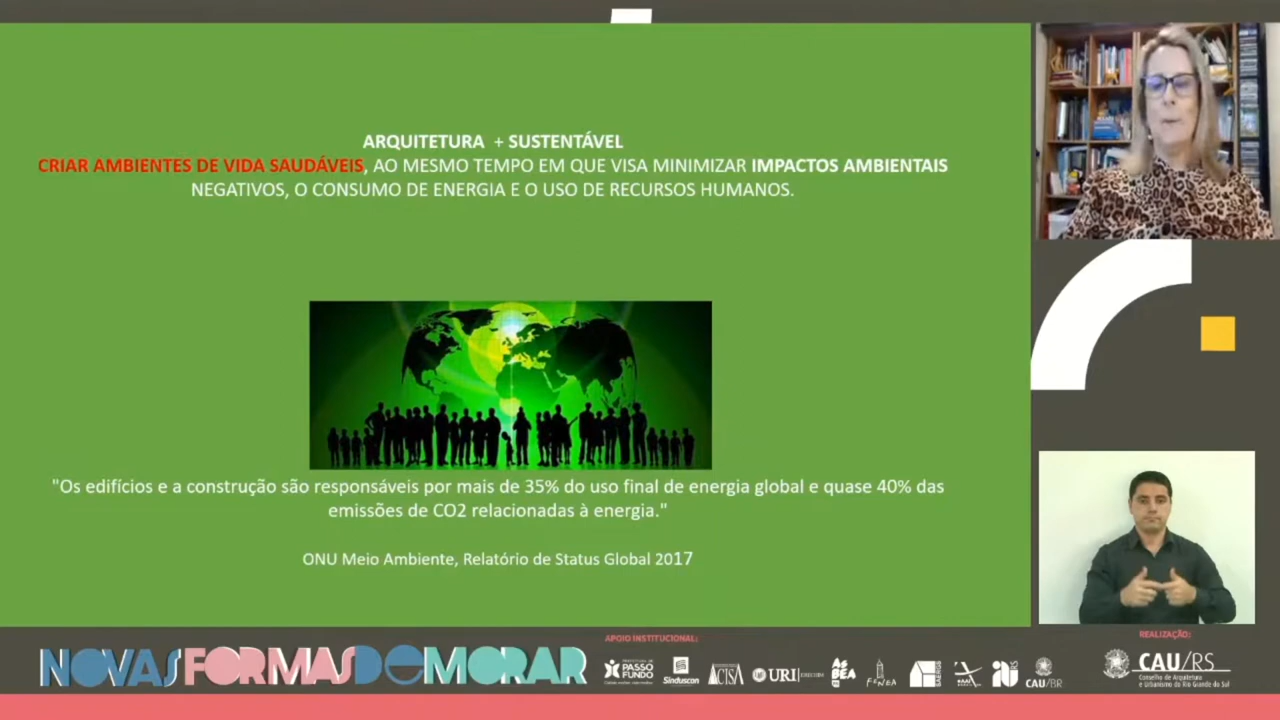 ARQUITETURA + SUSTENTÁVEL
CRIAR AMBIENTES DE VIDA SAUDÁVEIS, AO MESMO TEMPO EM QUE VISA MINIMIZAR IMPACTOS AMBIENTAIS
NEGATIVOS, O CONSUMO DE ENERGIA E O USO DE RECURSOS HUMANOS.
"Os edifícios e a construção são responsáveis por mais de 35% do uso final de energia global e quase 40% das
emissões de CO2 relacionadas à energia."
ONU Meio Ambiente, Relatório de Status Global 2017
NOVAS FORMAS DE MORAR
APOIO INSTITUCIONAL:
PREFEITURA DE
PASSO
FUNDO
Sinduscon
ACISA
URI
AS
BEA
FENEA
CAU/BR
REALIZAÇÃO:
CAU/RS
Conselho de Arquitetura
e Urbanismo do Rio Grande do Sul